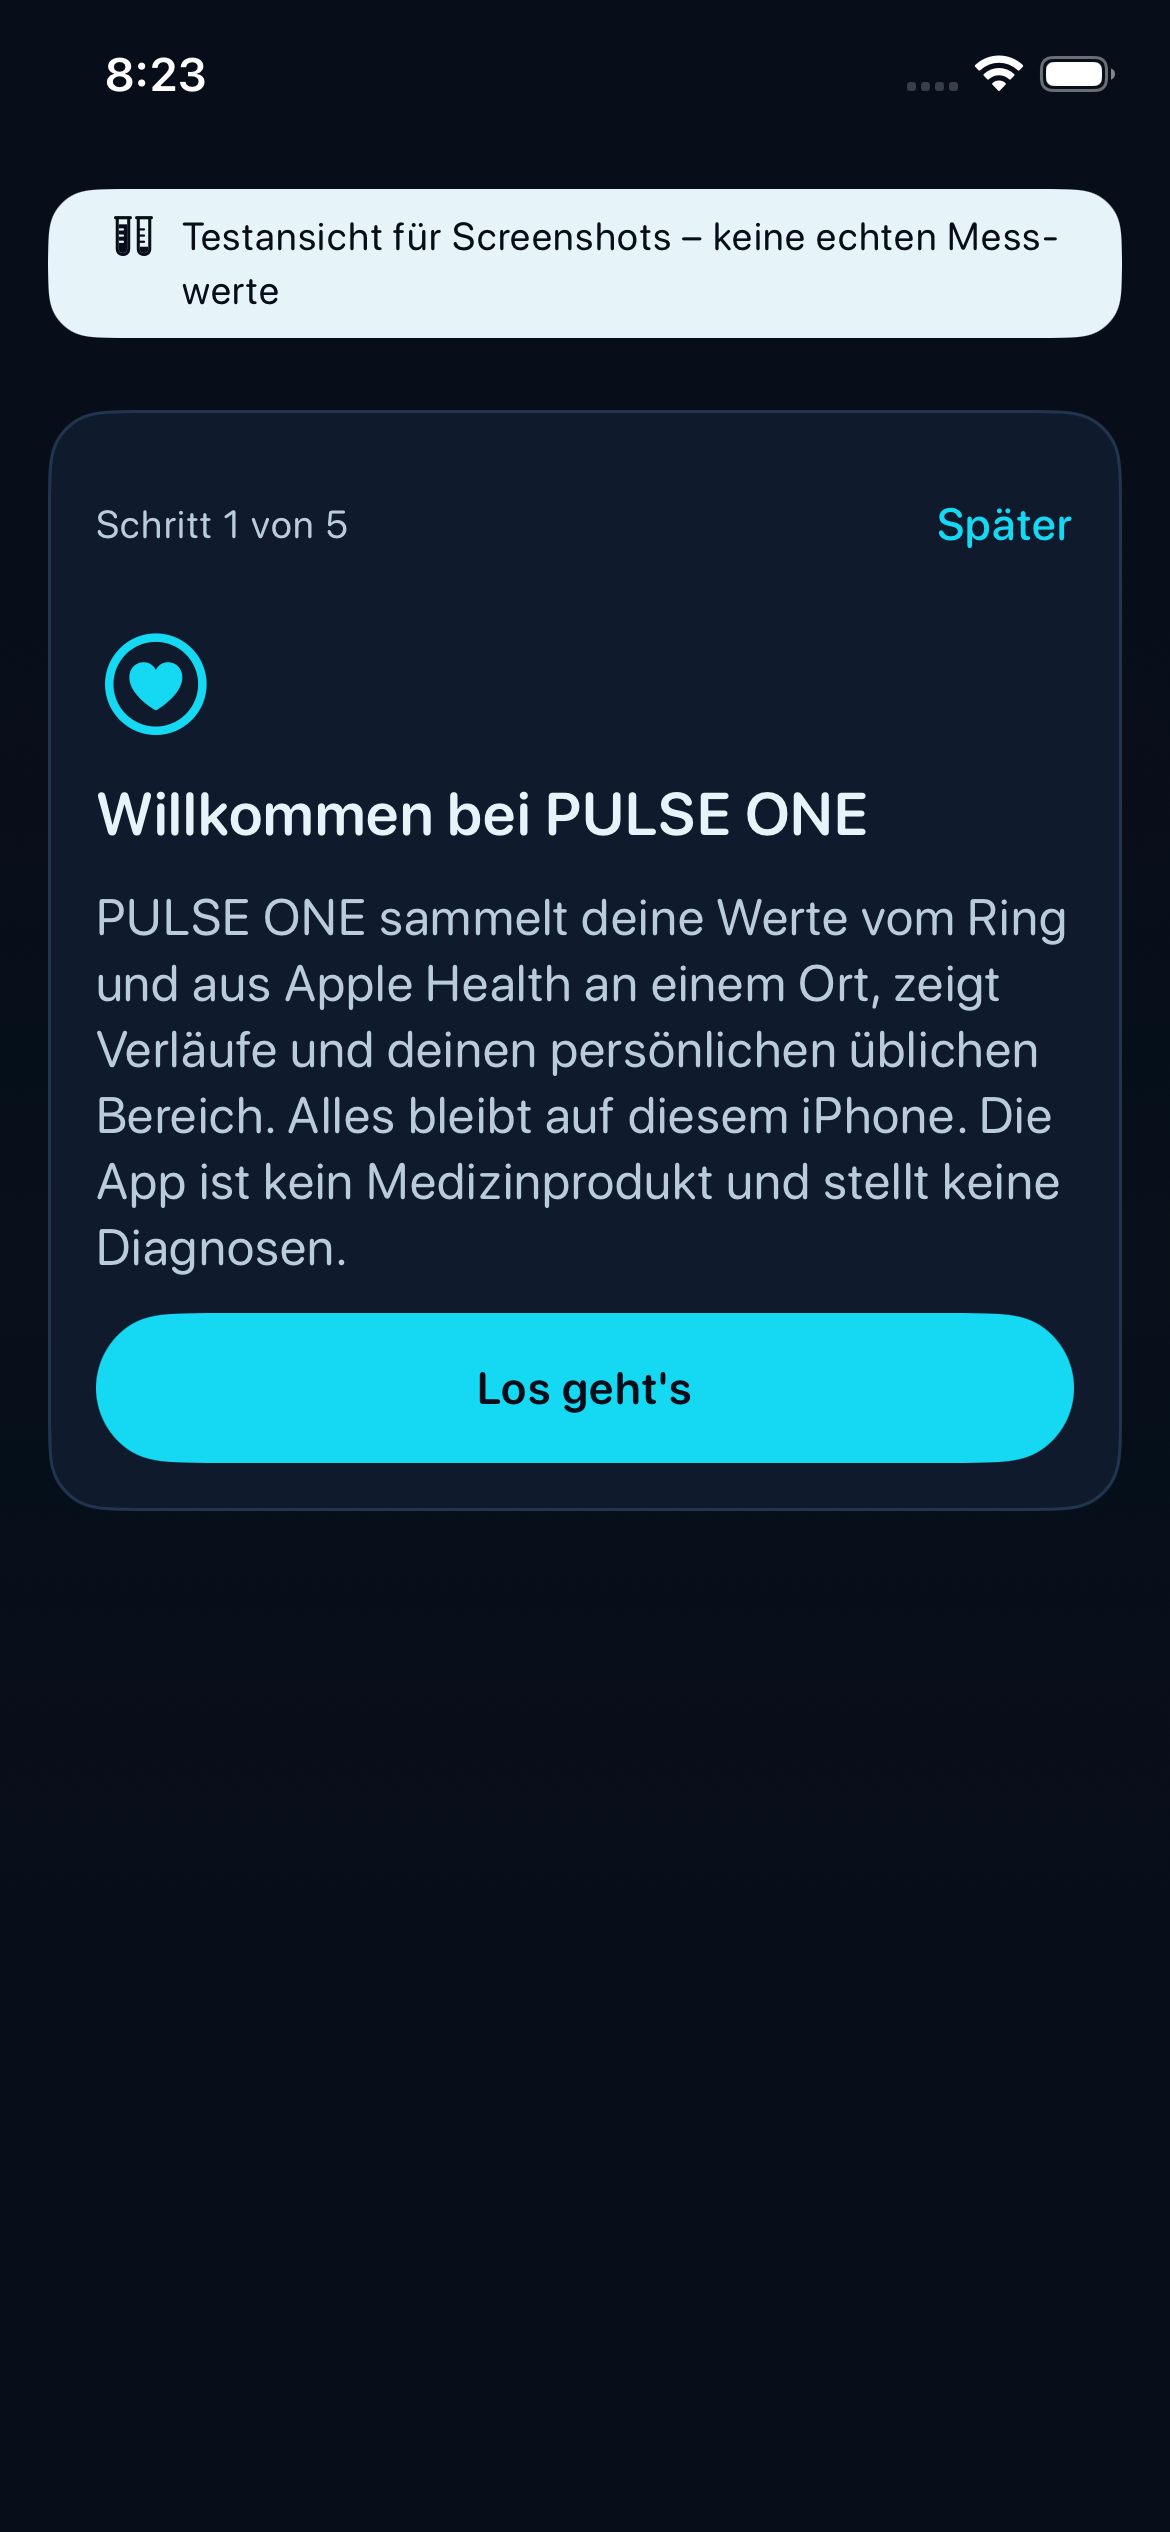 8:23
Testansicht für Screenshots – keine echten Mess-
werte
Schritt 1 von 5
Später
Willkommen bei PULSE ONE
PULSE ONE sammelt deine Werte vom Ring
und aus Apple Health an einem Ort, zeigt
Verläufe und deinen persönlichen üblichen
Bereich. Alles bleibt auf diesem iPhone. Die
App ist kein Medizinprodukt und stellt keine
Diagnosen.
Los geht's